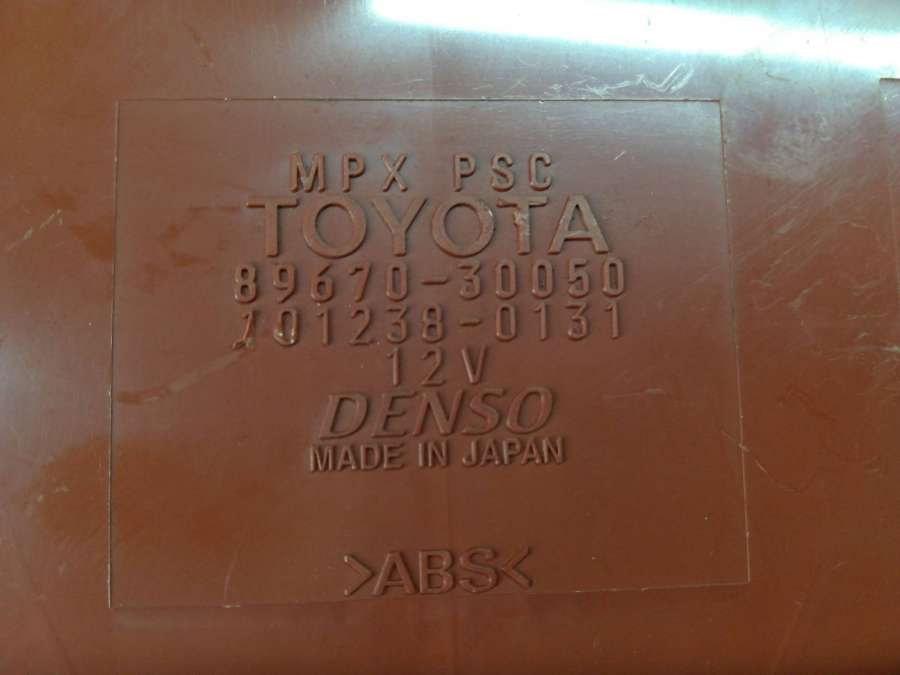 MPX PSC
TOYOTA
89670-30050
101238-0131
12V
DENSO
MADE IN JAPAN
>ABS<